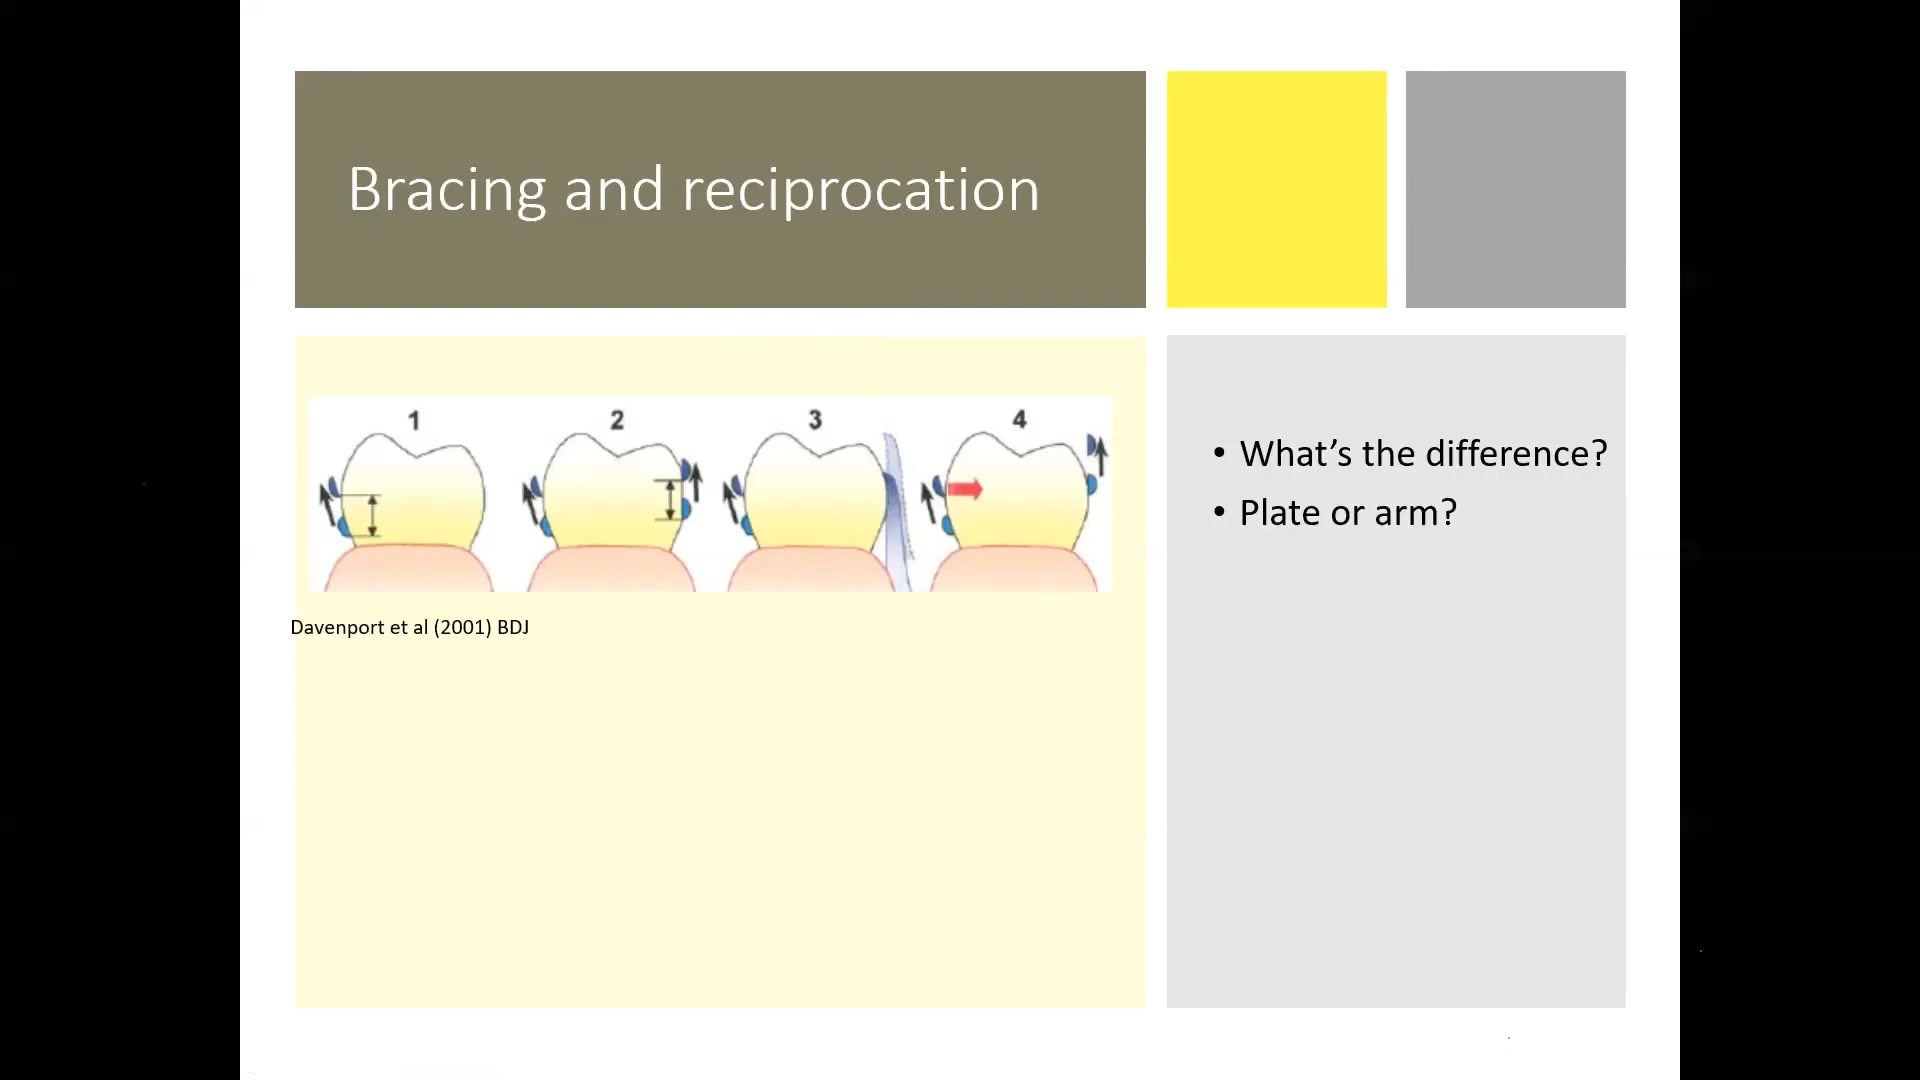 Bracing and reciprocation
1 2 3 4
Davenport et al (2001) BDJ
• What’s the difference?
• Plate or arm?